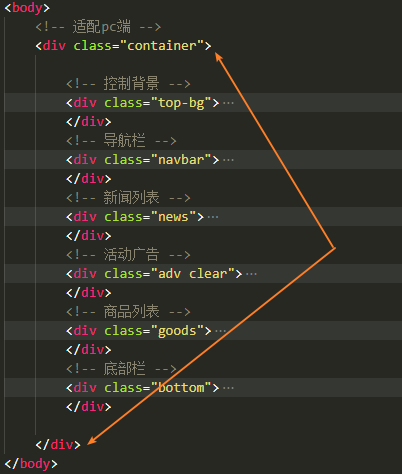 <body>
<!-- 适配pc端 -->
<div class="container">
<!-- 控制背景 -->
<div class="top-bg">…
</div>
<!-- 导航栏 -->
<div class="navbar">…
</div>
<!-- 新闻列表 -->
<div class="news">…
</div>
<!-- 活动广告 -->
<div class="adv clear">…
</div>
<!-- 商品列表 -->
<div class="goods">…
</div>
<!-- 底部栏 -->
<div class="bottom">…
</div>
</div>
</body>